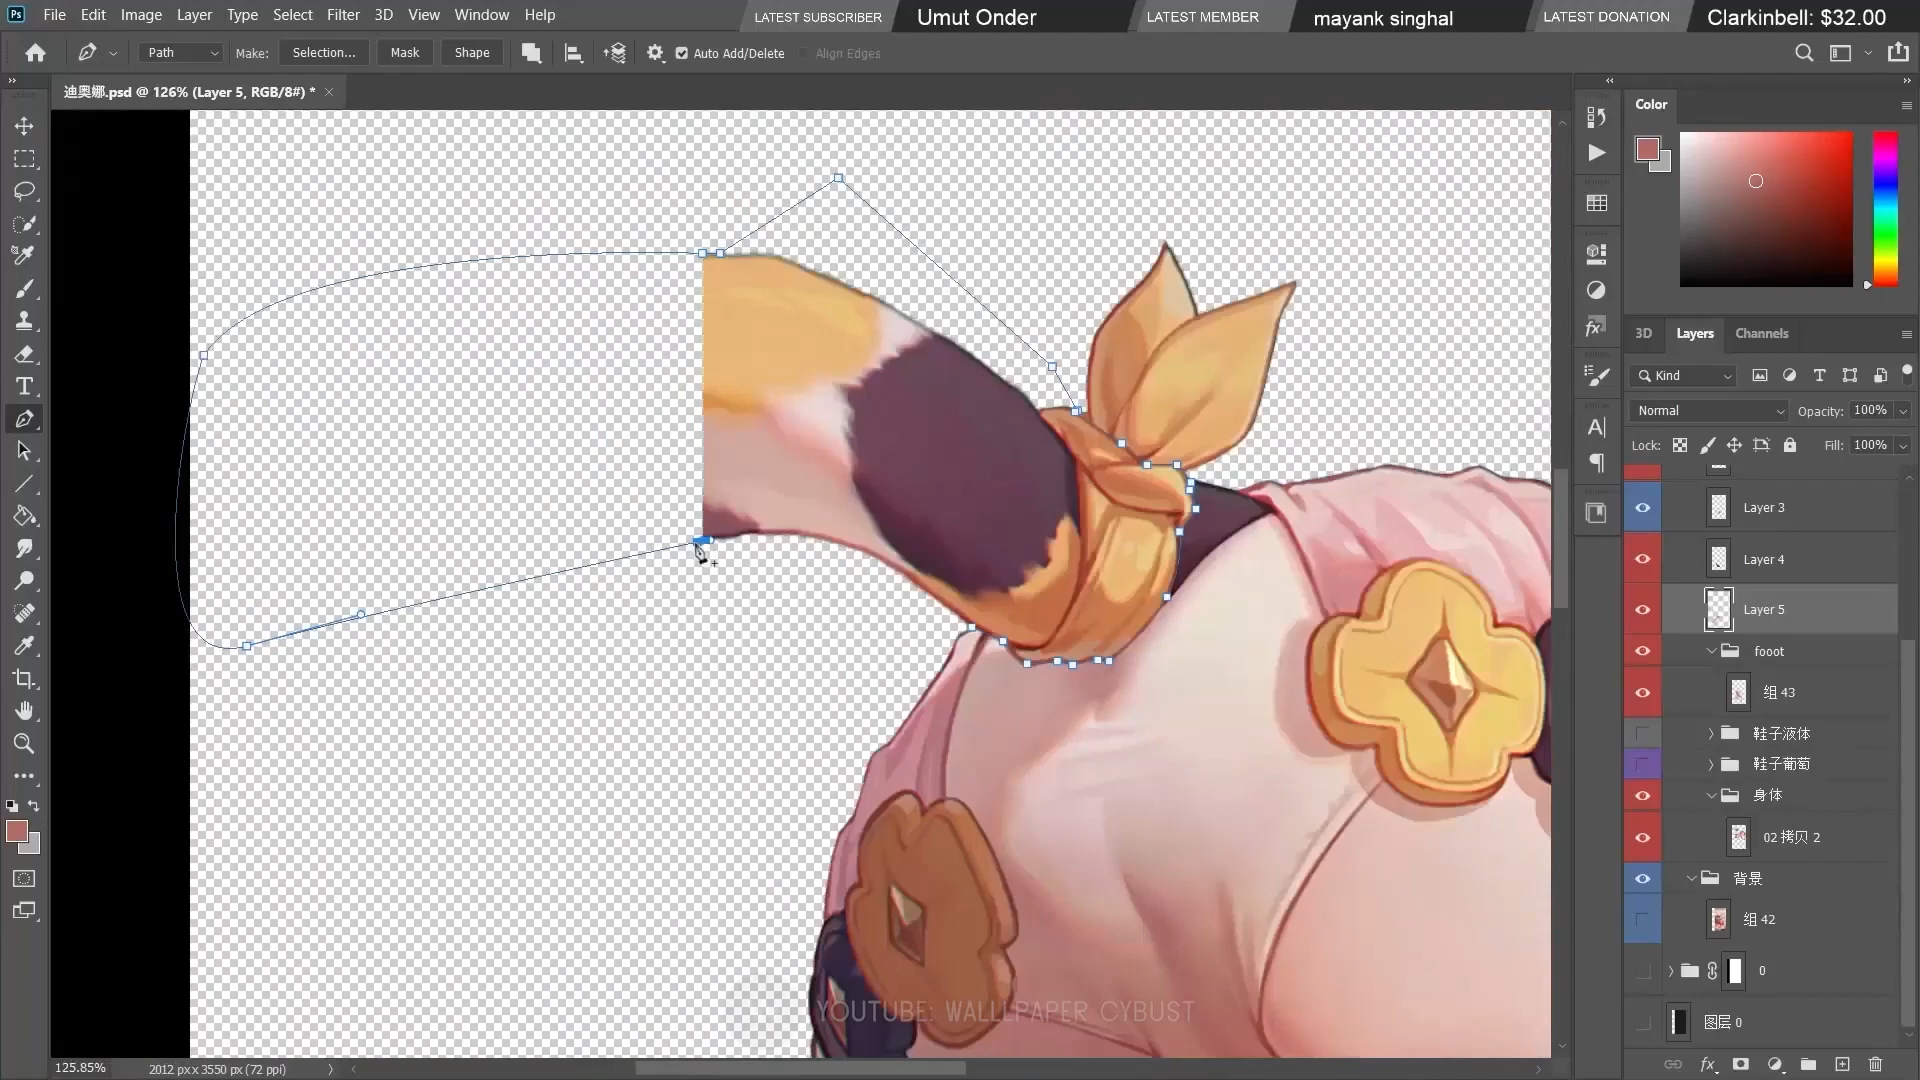 Ps File Edit Image Layer Type Select Filter 3D View Window Help LATEST SUBSCRIBER Umut Onder LATEST MEMBER mayank singhal LATEST DONATION Clarkinbell: $32.00
Path Make: Selection... Mask Shape Auto Add/Delete Align Edges
迪奥娜.psd @ 126% (Layer 5, RGB/8#) *
Color
3D Layers Channels
Kind
Normal Opacity: 100%
Lock: Fill: 100%
Layer 3
Layer 4
Layer 5
fooot
组 43
鞋子液体
鞋子葡萄
身体
02 拷贝 2
背景
组 42
0
图层 0
YOUTUBE: WALLLPAPER CYBUST
125.85% 2012 px x 3550 px (72 ppi)